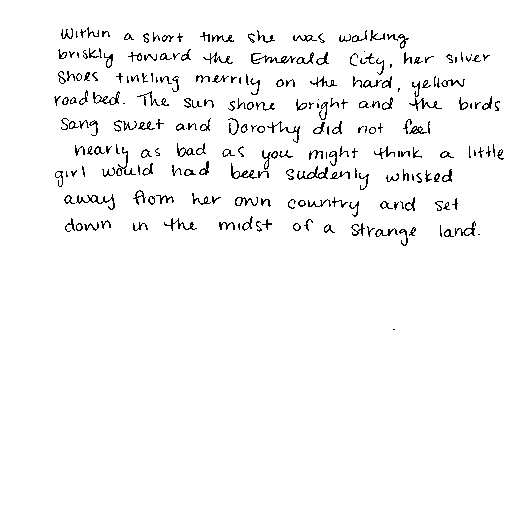 Within a short time she was walking
briskly toward the Emerald City, her silver
Shoes tinkling merrily on the hard, yellow
roadbed. The sun shone bright and the birds
Sang sweet and Dorothy did not feel
nearly as bad as you might think a little
girl would had been suddenly whisked
away from her own country and set
down in the midst of a strange land.